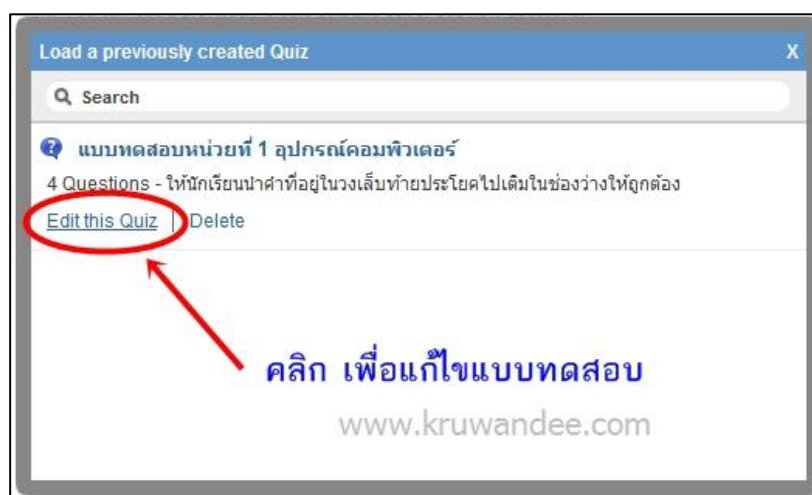 Load a previously created Quiz X
Search
แบบทดสอบหน่วยที่ 1 อุปกรณ์คอมพิวเตอร์
4 Questions - ให้นักเรียนนำคำที่อยู่ในวงเล็บท้ายประโยคไปเติมในช่องว่างให้ถูกต้อง
Edit this Quiz | Delete
คลิก เพื่อแก้ไขแบบทดสอบ
www.kruwandee.com